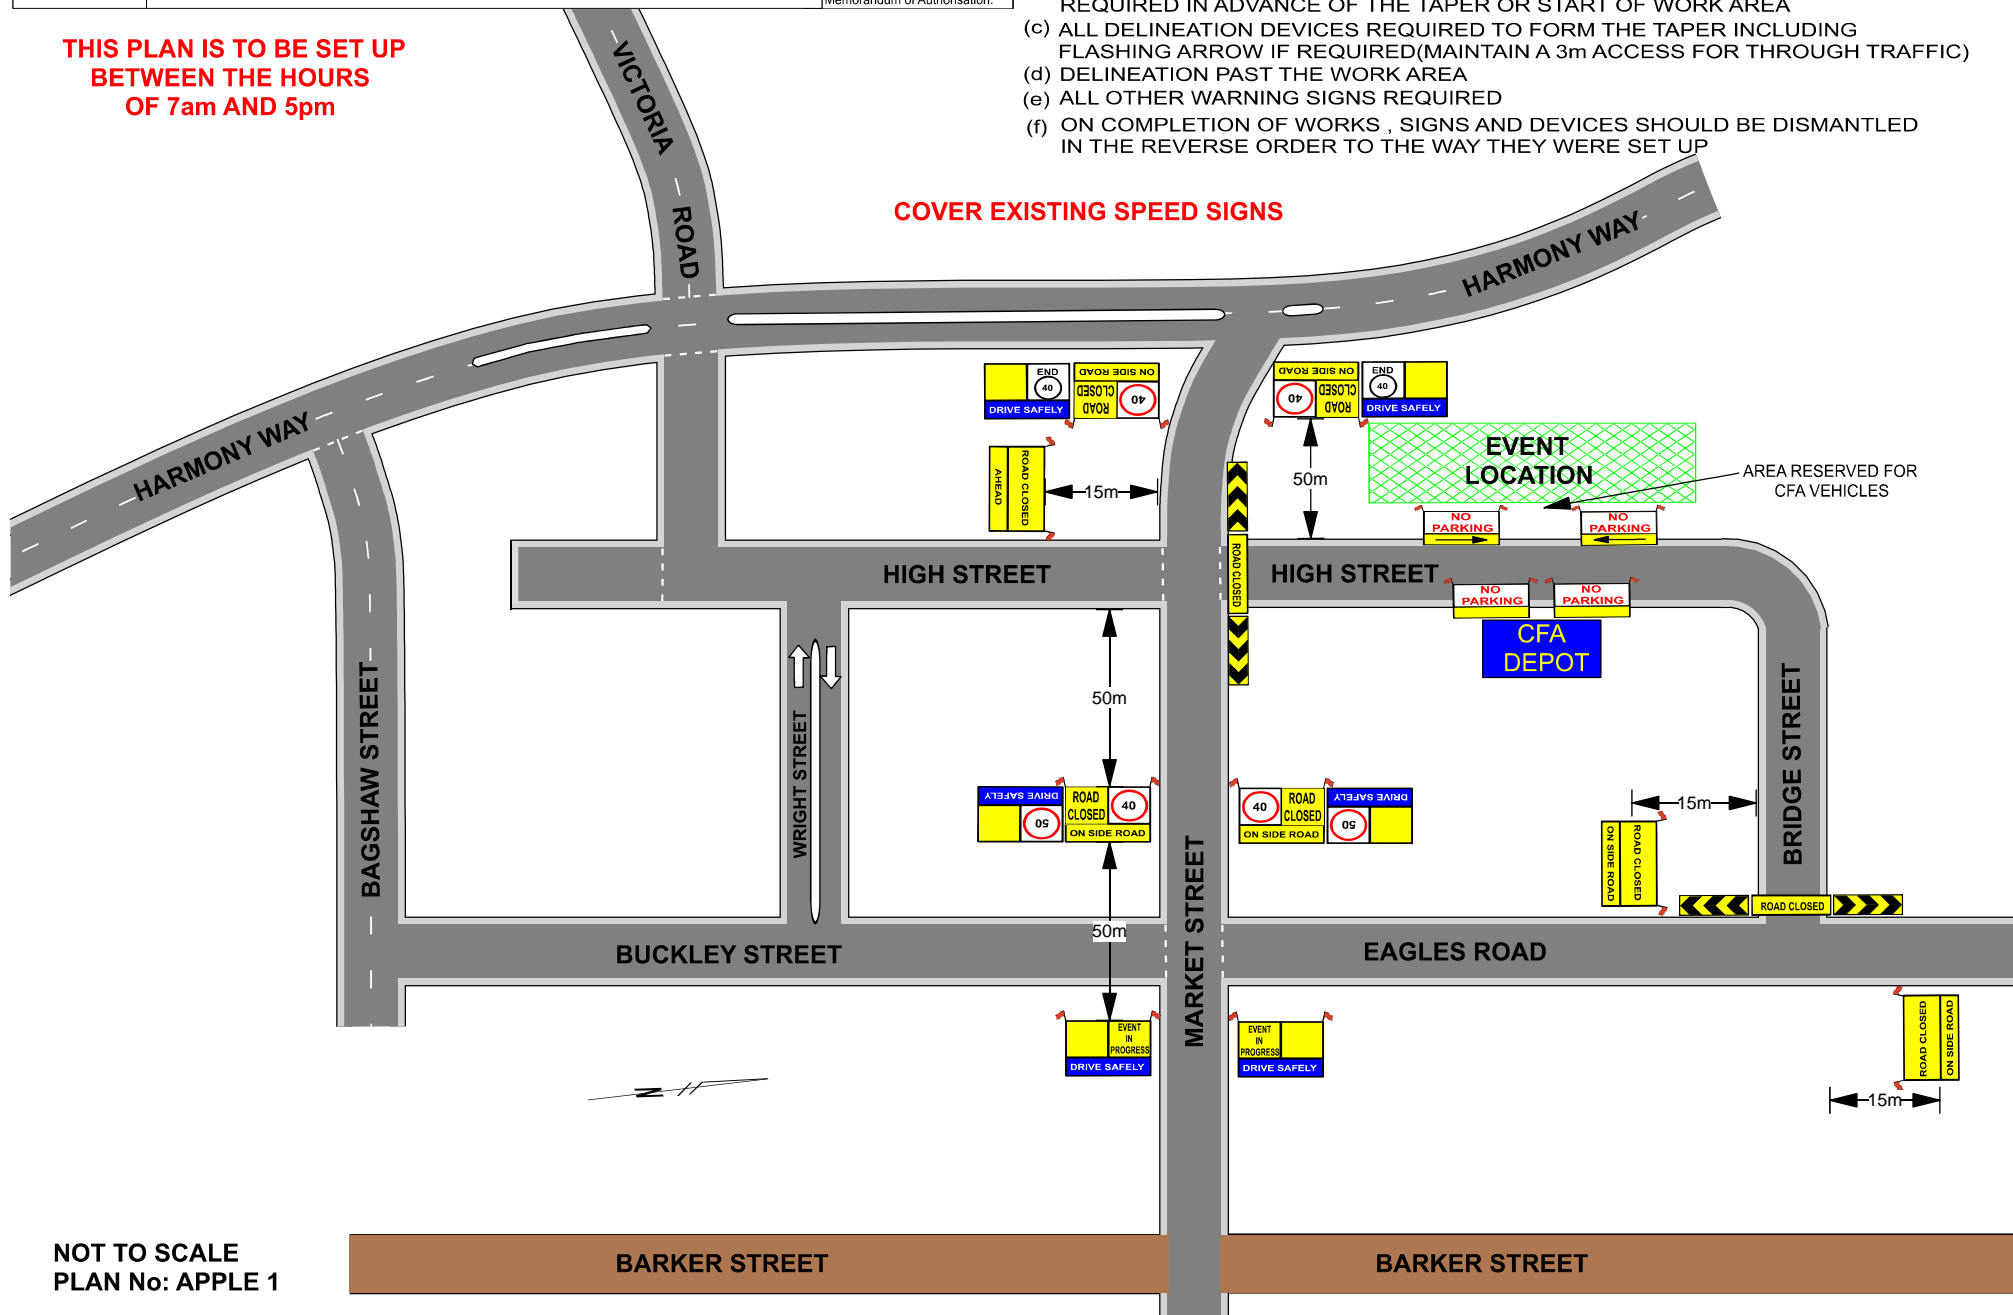 Memorandum of Authorisation.
REQUIRED IN ADVANCE OF THE TAPER OR START OF WORK AREA
(c) ALL DELINEATION DEVICES REQUIRED TO FORM THE TAPER INCLUDING
FLASHING ARROW IF REQUIRED(MAINTAIN A 3m ACCESS FOR THROUGH TRAFFIC)
(d) DELINEATION PAST THE WORK AREA
(e) ALL OTHER WARNING SIGNS REQUIRED
(f) ON COMPLETION OF WORKS , SIGNS AND DEVICES SHOULD BE DISMANTLED
IN THE REVERSE ORDER TO THE WAY THEY WERE SET UP
THIS PLAN IS TO BE SET UP
BETWEEN THE HOURS
OF 7am AND 5pm
VICTORIA ROAD
COVER EXISTING SPEED SIGNS
HARMONY WAY
HARMONY WAY
END
40
DRIVE SAFELY
ON SIDE ROAD
ROAD
CLOSED
40
ON SIDE ROAD
ROAD
CLOSED
40
END
40
DRIVE SAFELY
ROAD CLOSED
AHEAD
15m
50m
EVENT
LOCATION
AREA RESERVED FOR
CFA VEHICLES
NO
PARKING
NO
PARKING
HIGH STREET
ROAD CLOSED
HIGH STREET
NO
PARKING
NO
PARKING
CFA
DEPOT
50m
WRIGHT STREET
BAGSHAW STREET
BRIDGE STREET
DRIVE SAFELY
50
ROAD
CLOSED
40
ON SIDE ROAD
40
ROAD
CLOSED
ON SIDE ROAD
DRIVE SAFELY
50
15m
ROAD CLOSED
ON SIDE ROAD
ROAD CLOSED
50m
MARKET STREET
BUCKLEY STREET
EAGLES ROAD
EVENT
IN
PROGRESS
DRIVE SAFELY
EVENT
IN
PROGRESS
DRIVE SAFELY
ROAD CLOSED
ON SIDE ROAD
15m
N
NOT TO SCALE
PLAN No: APPLE 1
BARKER STREET
BARKER STREET